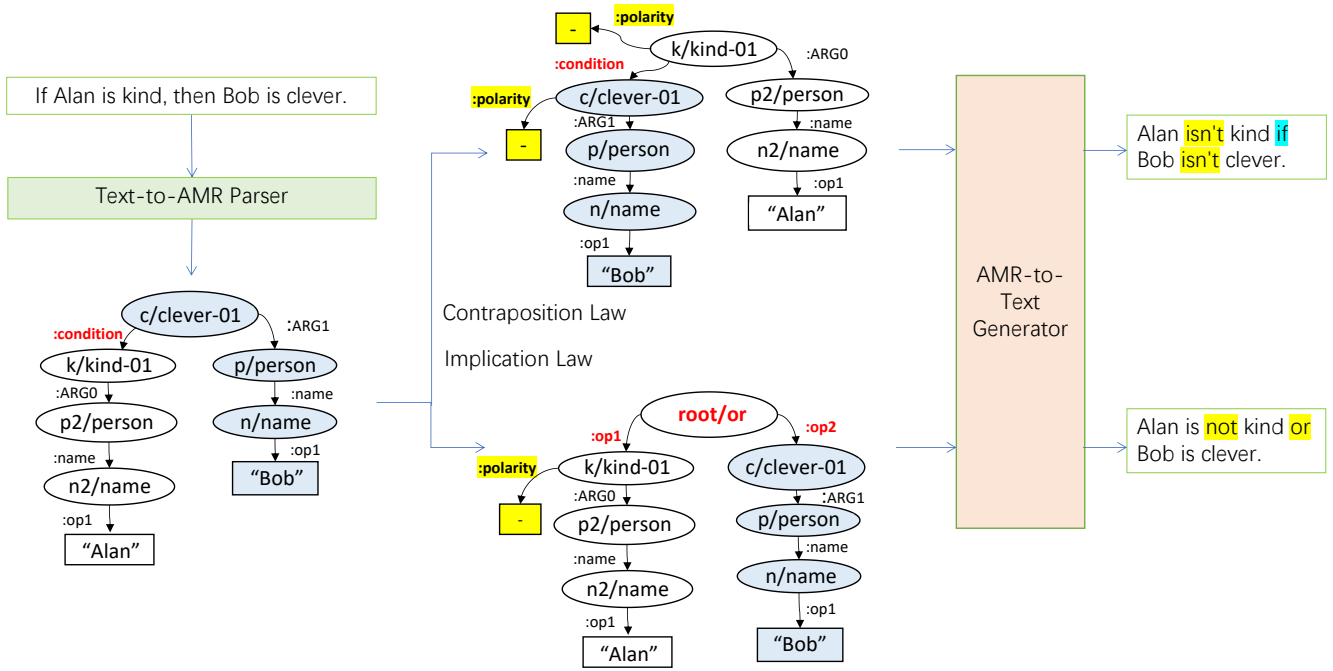 If Alan is kind, then Bob is clever.
Text-to-AMR Parser
c/clever-01
:condition
:ARG1
k/kind-01
p/person
:ARG0
:name
p2/person
n/name
:name
:op1
n2/name
"Bob"
:op1
"Alan"
:polarity
-
k/kind-01
:condition
:ARG0
:polarity
c/clever-01
p2/person
-
:ARG1
:name
p/person
n2/name
:name
:op1
n/name
"Alan"
:op1
"Bob"
Contraposition Law
Implication Law
root/or
:op1
:op2
:polarity
k/kind-01
c/clever-01
-
:ARG0
:ARG1
p2/person
p/person
:name
:name
n2/name
n/name
:op1
:op1
"Alan"
"Bob"
AMR-to-
Text
Generator
Alan isn't kind if
Bob isn't clever.
Alan is not kind or
Bob is clever.